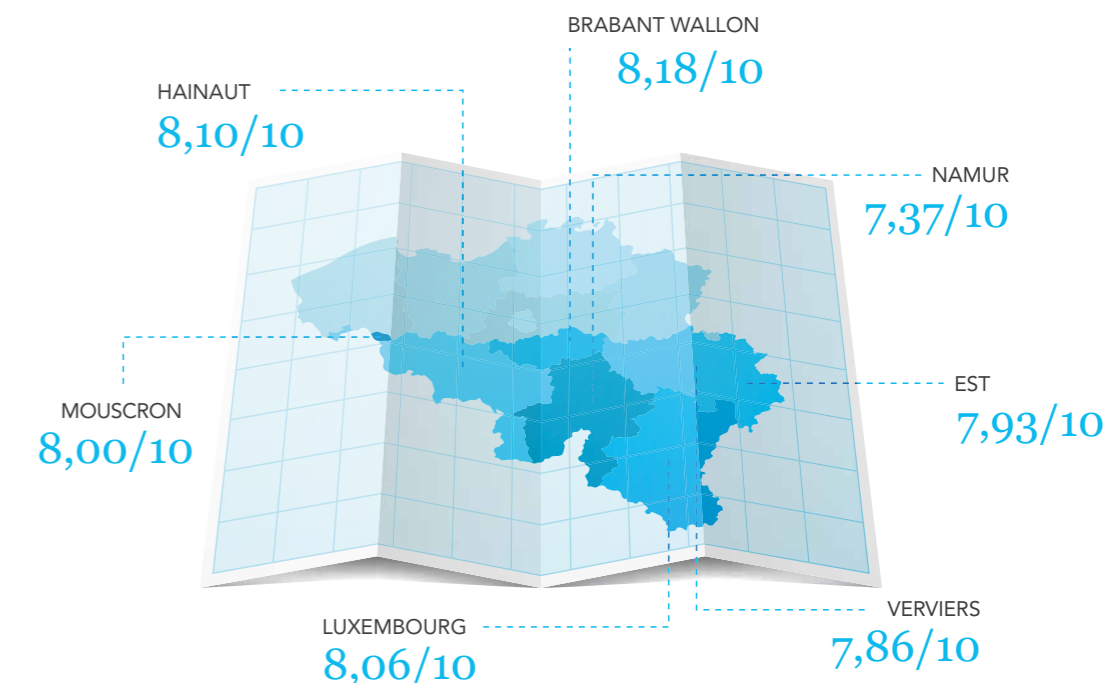 BRABANT WALLON
8,18/10
HAINAUT
8,10/10
NAMUR
7,37/10
MOUSCRON
8,00/10
EST
7,93/10
LUXEMBOURG
8,06/10
VERVIERS
7,86/10